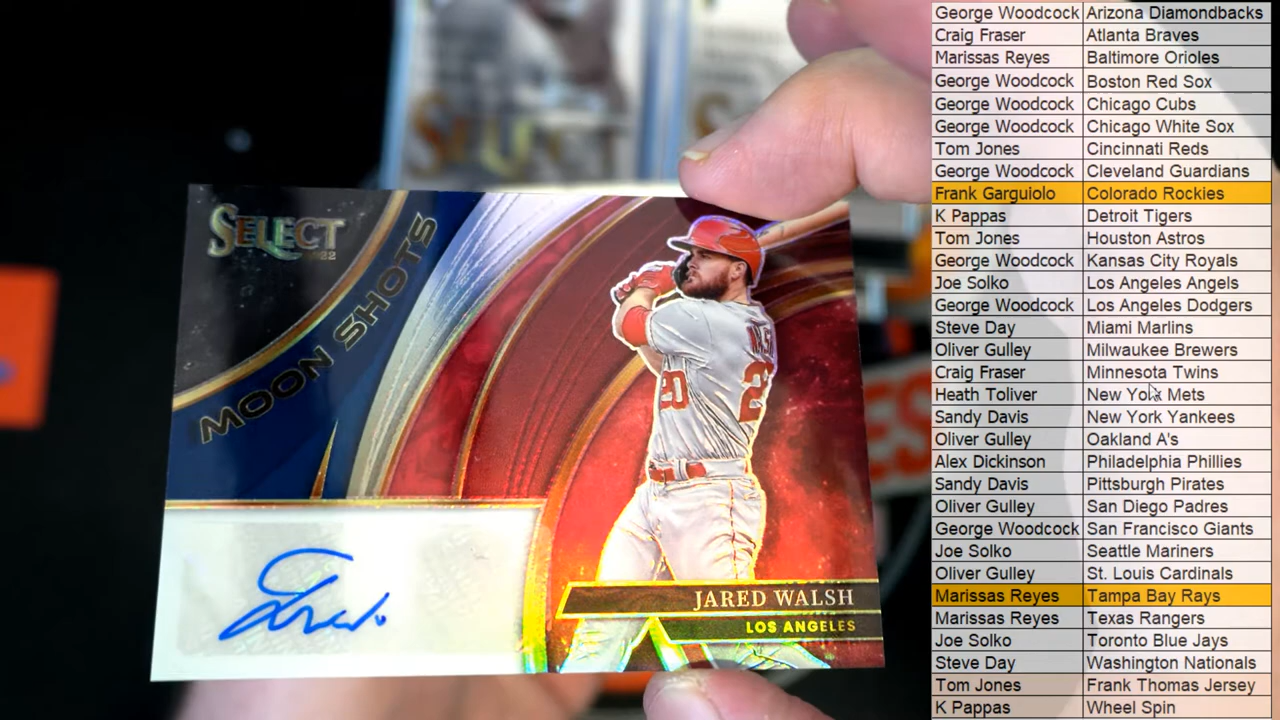 SELECT
2022
MOON SHOTS
20
JARED WALSH
LOS ANGELES
George Woodcock Arizona Diamondbacks
Craig Fraser Atlanta Braves
Marissas Reyes Baltimore Orioles
George Woodcock Boston Red Sox
George Woodcock Chicago Cubs
George Woodcock Chicago White Sox
Tom Jones Cincinnati Reds
George Woodcock Cleveland Guardians
Frank Garguiolo Colorado Rockies
K Pappas Detroit Tigers
Tom Jones Houston Astros
George Woodcock Kansas City Royals
Joe Solko Los Angeles Angels
George Woodcock Los Angeles Dodgers
Steve Day Miami Marlins
Oliver Gulley Milwaukee Brewers
Craig Fraser Minnesota Twins
Heath Toliver New York Mets
Sandy Davis New York Yankees
Oliver Gulley Oakland A's
Alex Dickinson Philadelphia Phillies
Sandy Davis Pittsburgh Pirates
Oliver Gulley San Diego Padres
George Woodcock San Francisco Giants
Joe Solko Seattle Mariners
Oliver Gulley St. Louis Cardinals
Marissas Reyes Tampa Bay Rays
Marissas Reyes Texas Rangers
Joe Solko Toronto Blue Jays
Steve Day Washington Nationals
Tom Jones Frank Thomas Jersey
K Pappas Wheel Spin